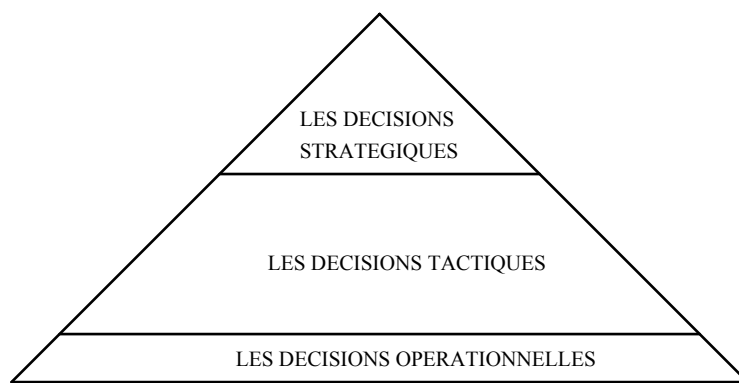 LES DECISIONS
STRATEGIQUES
LES DECISIONS TACTIQUES
LES DECISIONS OPERATIONNELLES